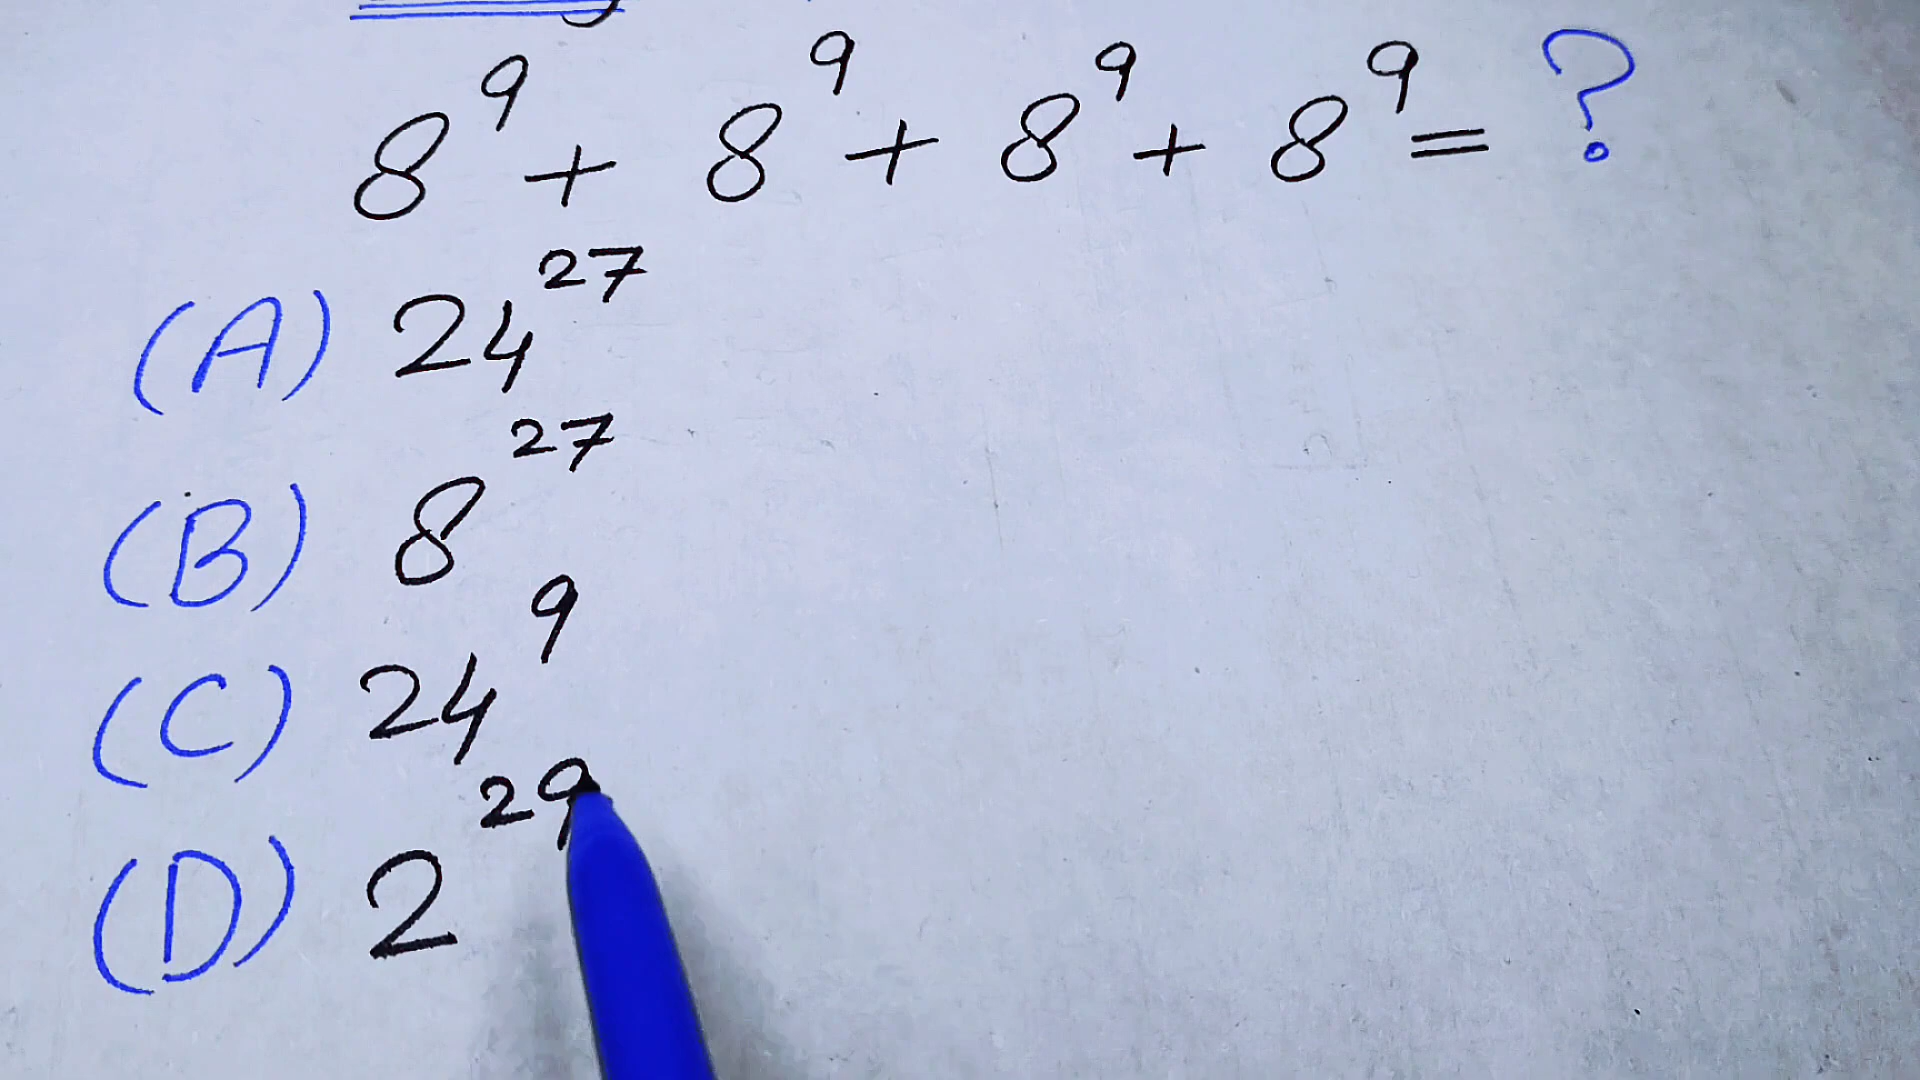 8⁹ + 8⁹ + 8⁹ + 8⁹ = ?
(A) 24²⁷
(B) 8²⁷
(C) 24⁹
(D) 2²⁹